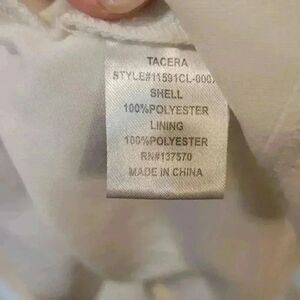 TACERA
STYLE#11591CL-000
SHELL
100%POLYESTER
LINING
100%POLYESTER
RN#137570
MADE IN CHINA